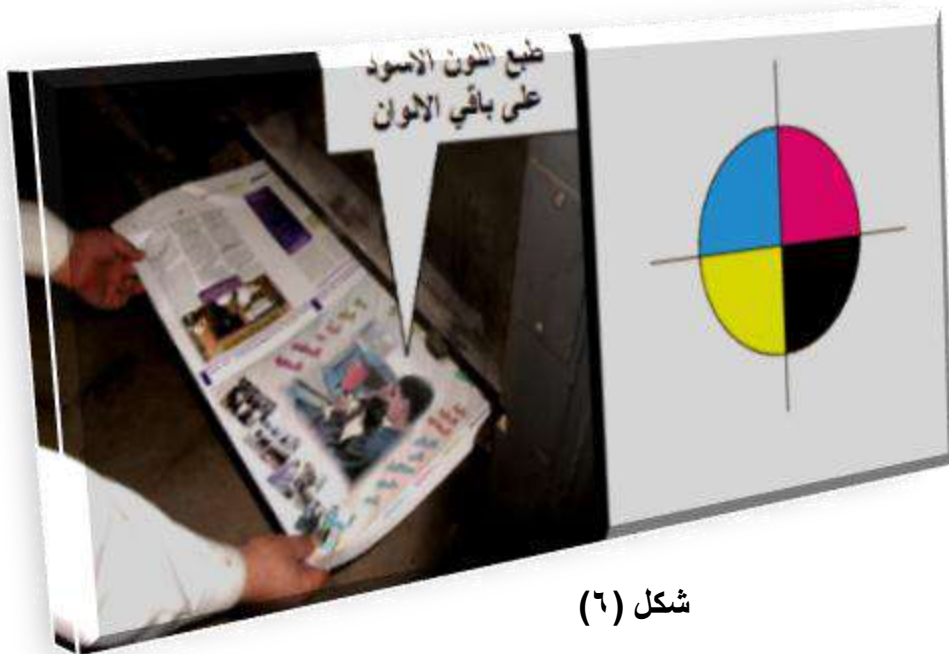 طبع اللون الاسود
على باقي الالوان
شكل (٦)